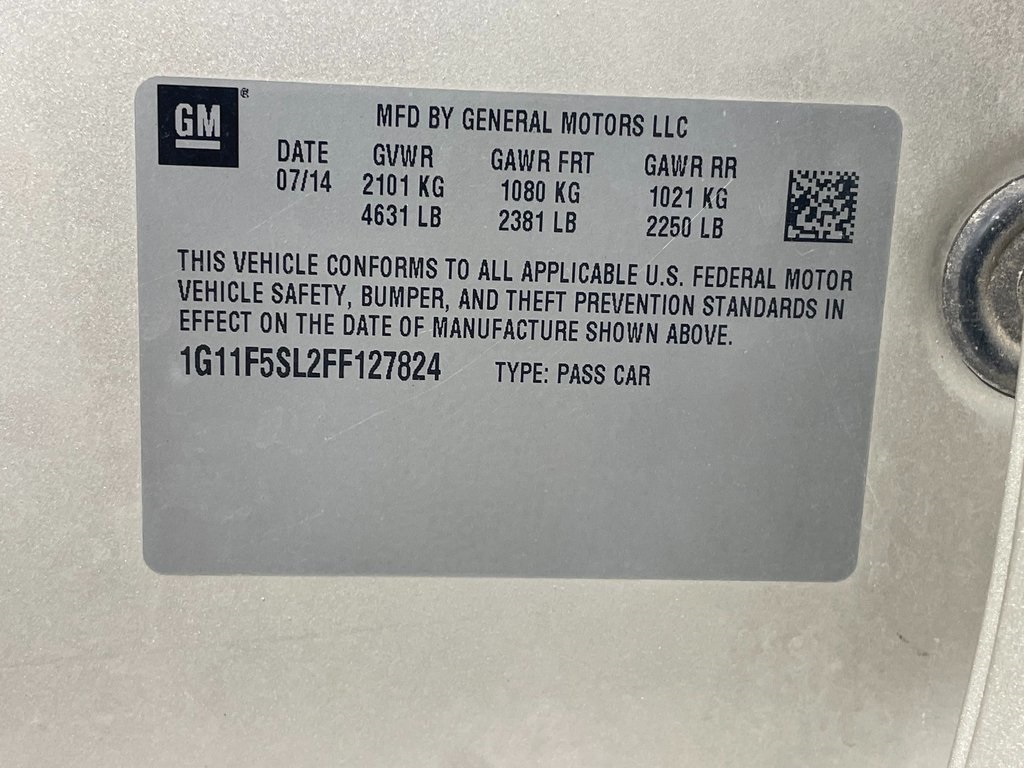 GM ®
MFD BY GENERAL MOTORS LLC
DATE GVWR GAWR FRT GAWR RR
07/14 2101 KG 1080 KG 1021 KG
4631 LB 2381 LB 2250 LB
THIS VEHICLE CONFORMS TO ALL APPLICABLE U.S. FEDERAL MOTOR
VEHICLE SAFETY, BUMPER, AND THEFT PREVENTION STANDARDS IN
EFFECT ON THE DATE OF MANUFACTURE SHOWN ABOVE.
1G11F5SL2FF127824 TYPE: PASS CAR